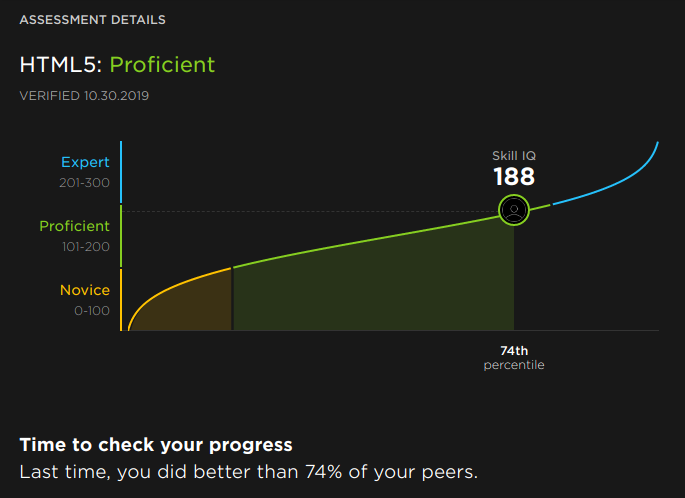 ASSESSMENT DETAILS
HTML5: Proficient
VERIFIED 10.30.2019
Skill IQ
188
Expert
201-300
Proficient
101-200
Novice
0-100
74th
percentile
Time to check your progress
Last time, you did better than 74% of your peers.